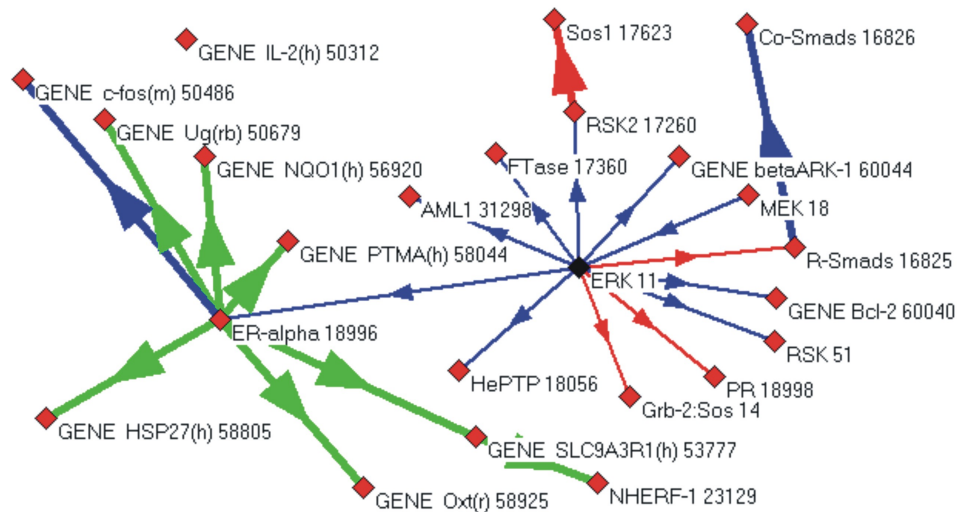 Sos1 17623
Co-Smads 16826
GENE IL-2(h) 50312
GENE c-fos(m) 50486
RSK2 17260
GENE Ug(rb) 50679
FTase 17360
GENE betaARK-1 60044
GENE NQO1(h) 56920
AML1 31298
MEK 18
GENE PTMA(h) 58044
R-Smads 16825
ERK 11
GENE Bcl-2 60040
ER-alpha 18996
RSK 51
HePTP 18056
PR 18998
Grb-2:Sos 14
GENE HSP27(h) 58805
GENE SLC9A3R1(h) 53777
GENE Oxt(r) 58925
NHERF-1 23129